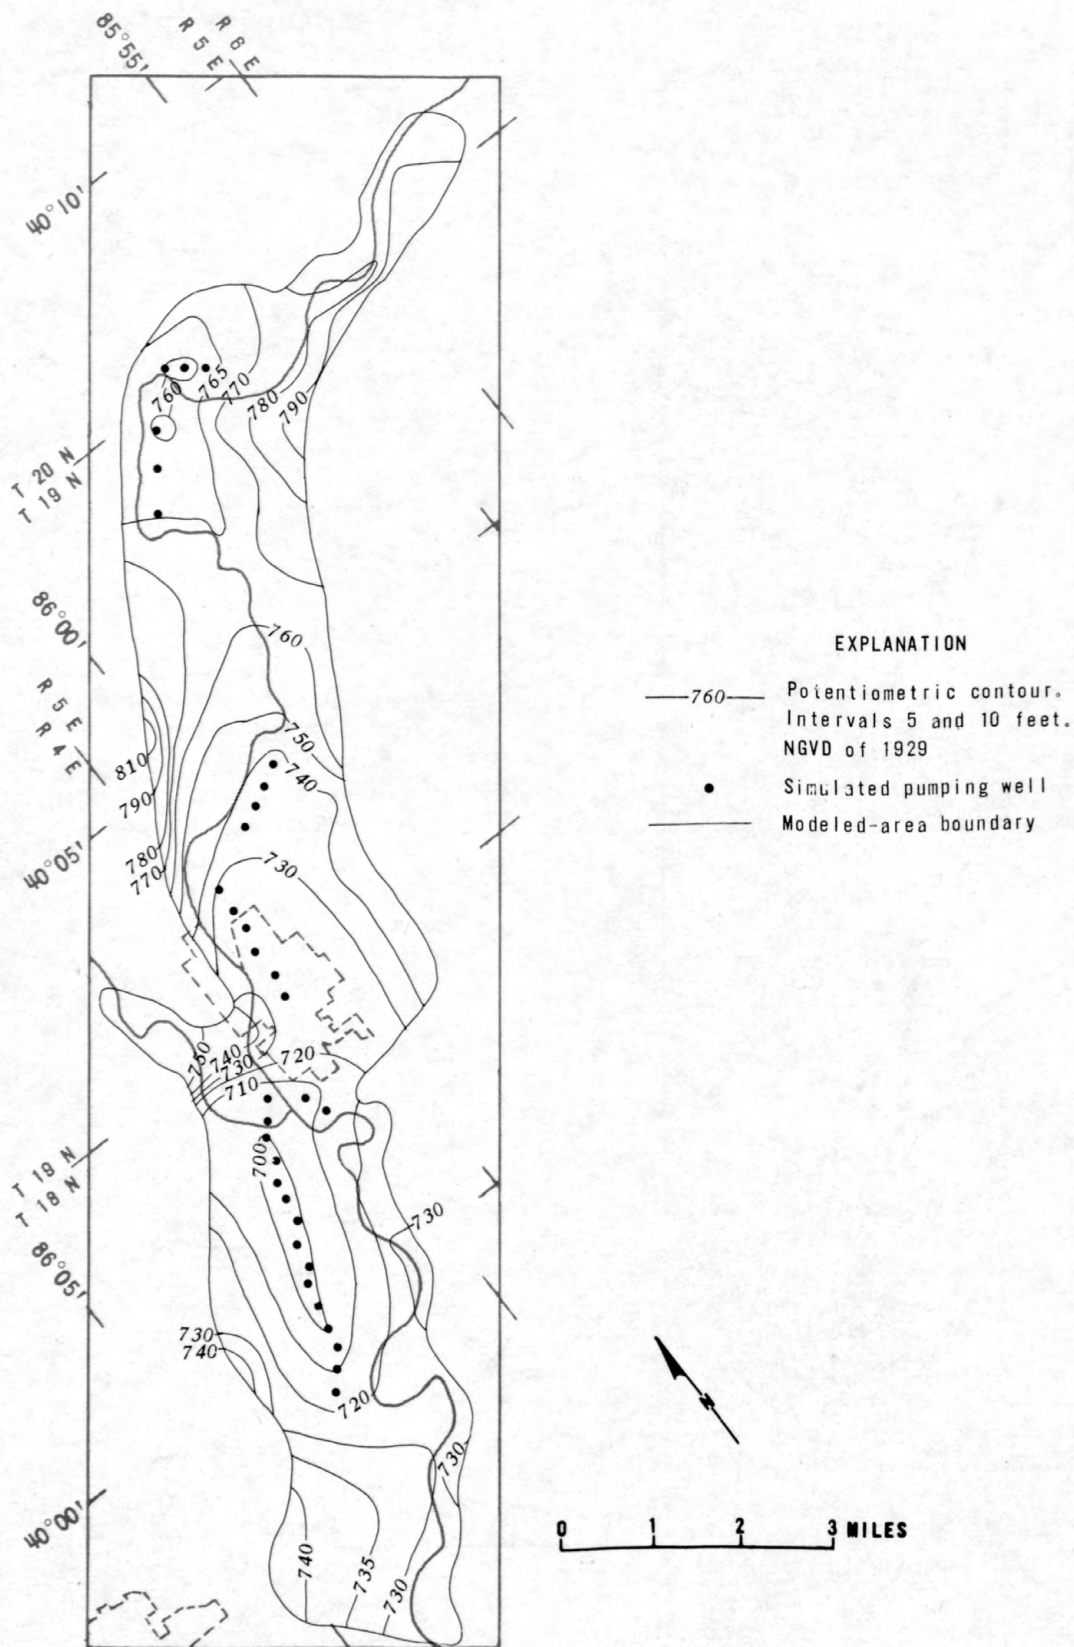 85°55'
R 5 E
R 6 E
40°10'
760
765
770
780
790
T 20 N
T 19 N
86°00'
760
R 5 E
R 4 E
750
740
810
790
780
770
40°05'
730
750
740
730
720
710
700
T 19 N
T 18 N
730
86°05'
730
740
720
730
40°00'
740
735
730
EXPLANATION
760 Potentiometric contour.
Intervals 5 and 10 feet.
NGVD of 1929
Simulated pumping well
Modeled-area boundary
N
0 1 2 3 MILES